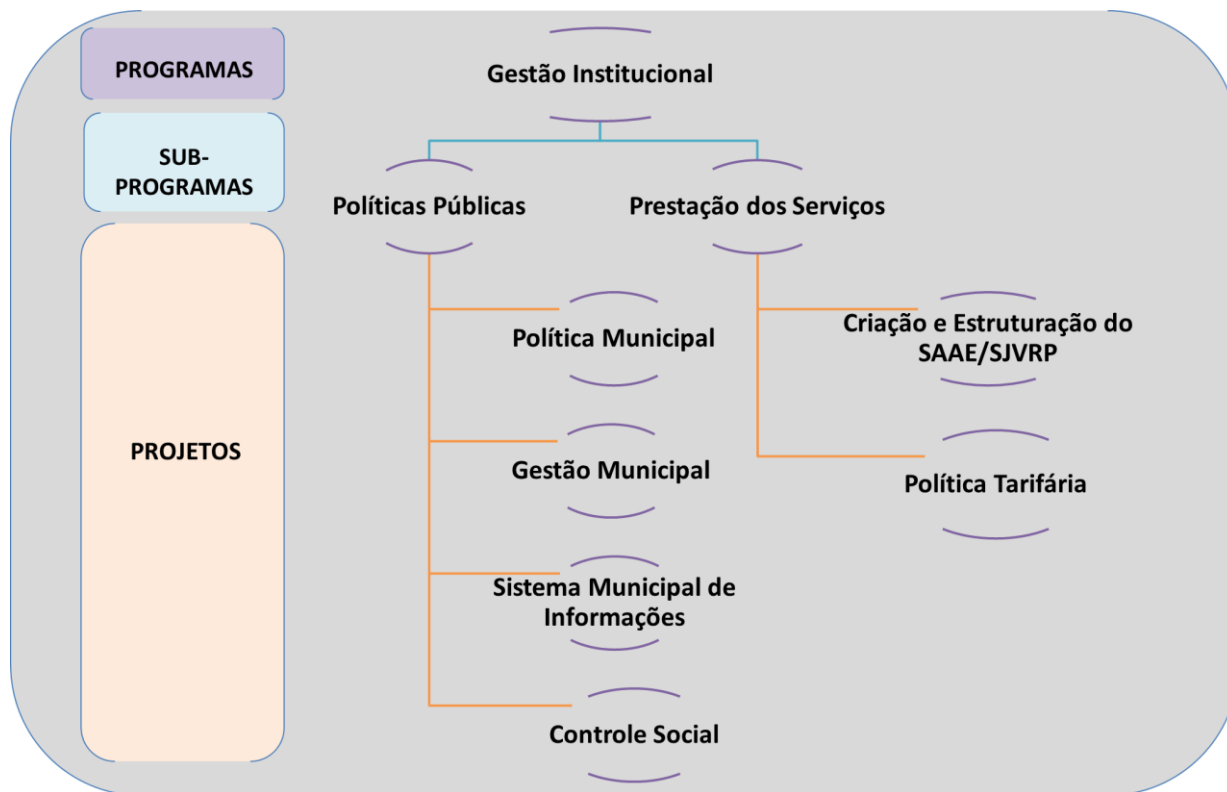 PROGRAMAS
Gestão Institucional
SUB-
PROGRAMAS
Políticas Públicas
Prestação dos Serviços
PROJETOS
Política Municipal
Gestão Municipal
Sistema Municipal de
Informações
Controle Social
Criação e Estruturação do
SAAE/SJVRP
Política Tarifária